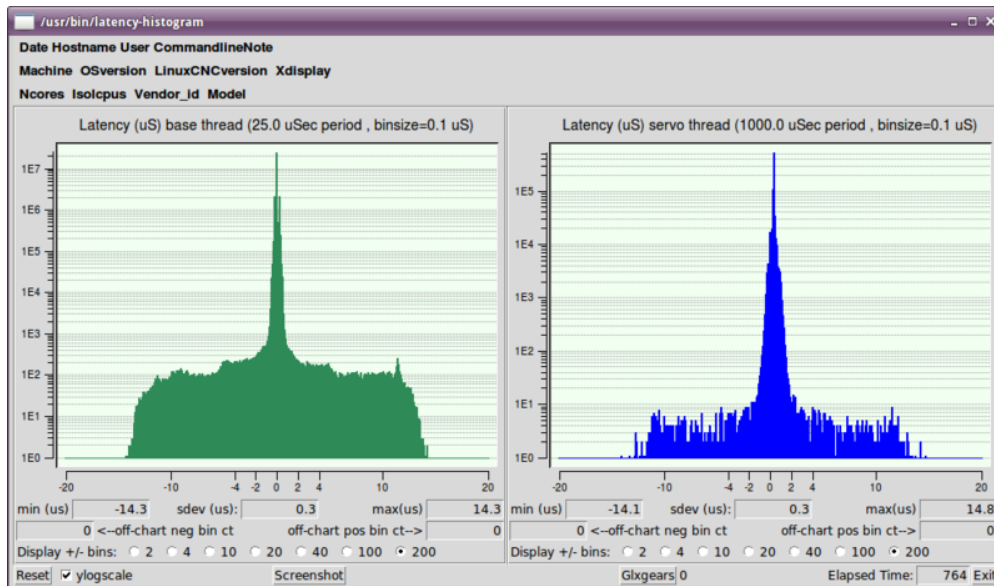 /usr/bin/latency-histogram
Date Hostname User CommandlineNote
Machine OSversion LinuxCNCversion Xdisplay
Ncores Isolcpus Vendor_id Model
Latency (uS) base thread (25.0 uSec period , binsize=0.1 uS)
1E7
1E6
1E5
1E4
1E3
1E2
1E1
1E0
-20 -10 -4 -2 0 2 4 10 20
min (us) -14.3 sdev (us): 0.3 max(us) 14.3
0 <--off-chart neg bin ct off-chart pos bin ct--> 0
Display +/- bins: 2 4 10 20 40 100 200
Latency (uS) servo thread (1000.0 uSec period , binsize=0.1 uS)
1E5
1E4
1E3
1E2
1E1
1E0
-20 -10 -4 -2 0 2 4 10 20
min (us) -14.1 sdev (us): 0.3 max(us) 14.8
0 <--off-chart neg bin ct off-chart pos bin ct--> 0
Display +/- bins: 2 4 10 20 40 100 200
Reset ylogscale Screenshot Glxgears 0 Elapsed Time: 764 Exit